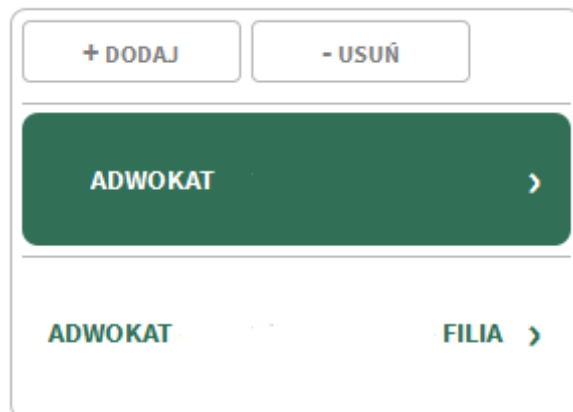 + DODAJ - USUŃ
ADWOKAT ›
ADWOKAT FILIA ›